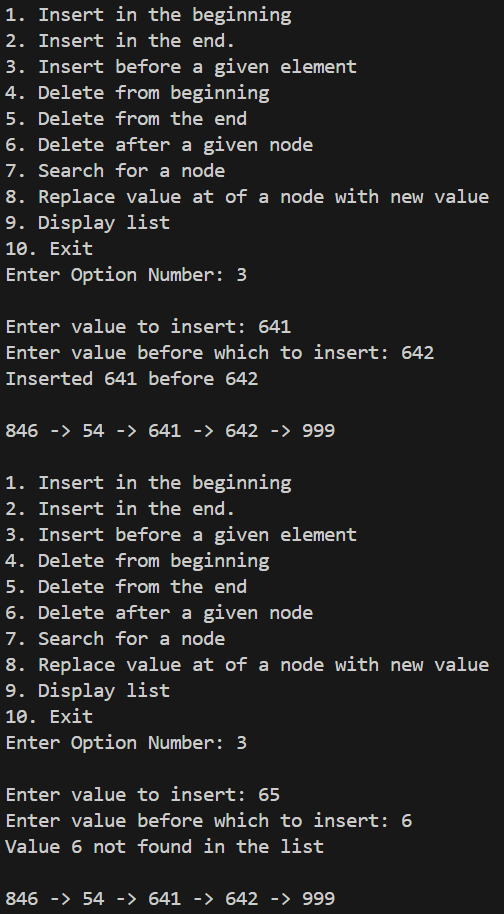 1. Insert in the beginning
2. Insert in the end.
3. Insert before a given element
4. Delete from beginning
5. Delete from the end
6. Delete after a given node
7. Search for a node
8. Replace value at of a node with new value
9. Display list
10. Exit
Enter Option Number: 3

Enter value to insert: 641
Enter value before which to insert: 642
Inserted 641 before 642

846 -> 54 -> 641 -> 642 -> 999

1. Insert in the beginning
2. Insert in the end.
3. Insert before a given element
4. Delete from beginning
5. Delete from the end
6. Delete after a given node
7. Search for a node
8. Replace value at of a node with new value
9. Display list
10. Exit
Enter Option Number: 3

Enter value to insert: 65
Enter value before which to insert: 6
Value 6 not found in the list

846 -> 54 -> 641 -> 642 -> 999